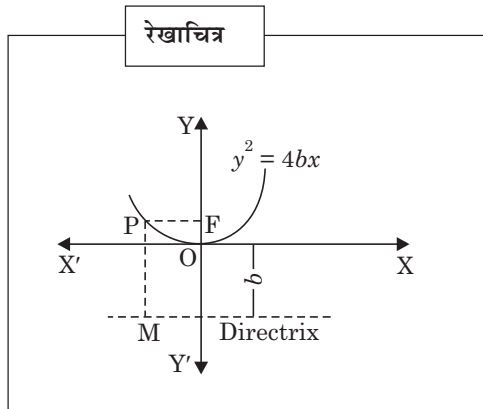 रेखाचित्र
Y
y² = 4bx
P
F
X′
O
X
b
M
Directrix
Y′